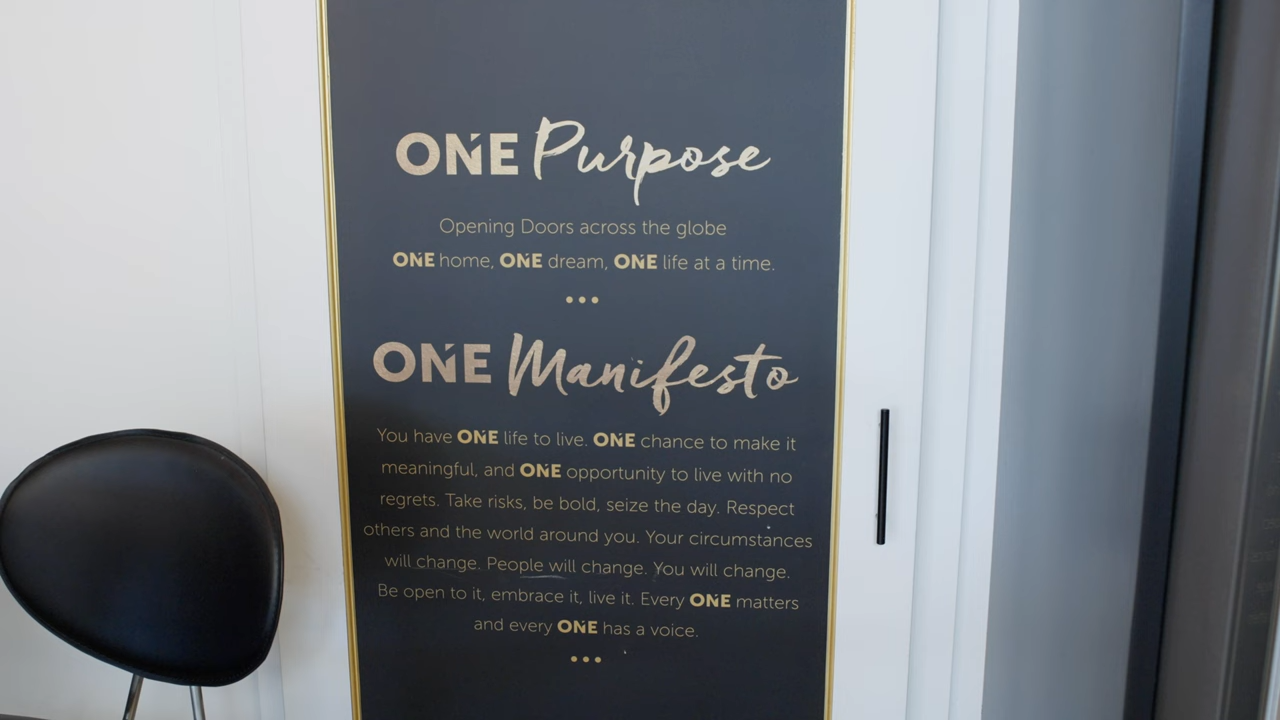 ONE Purpose
Opening Doors across the globe
ONE home, ONE dream, ONE life at a time.
ONE Manifesto
You have ONE life to live. ONE chance to make it
meaningful, and ONE opportunity to live with no
regrets. Take risks, be bold, seize the day. Respect
others and the world around you. Your circumstances
will change. People will change. You will change.
Be open to it, embrace it, live it. Every ONE matters
and every ONE has a voice.